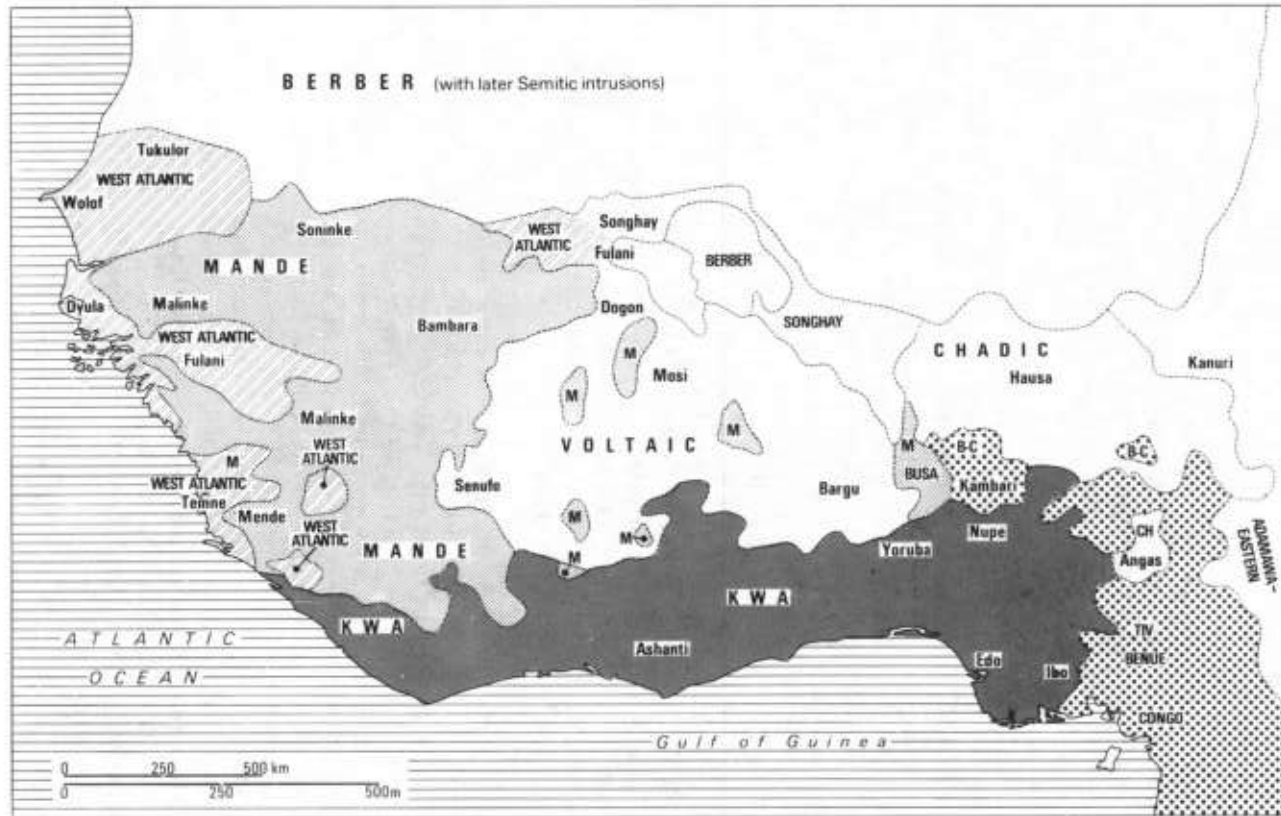 BERBER (with later Semitic intrusions)
Tukulor
WEST ATLANTIC
Wolof
Soninke
MANDE
WEST
ATLANTIC
Songhay
Fulani
BERBER
Dyula
Malinke
Bambara
Dogon
SONGHAY
WEST ATLANTIC
Fulani
CHADIC
Hausa
Kanuri
M
Mosi
M
Malinke
WEST
ATLANTIC
M
VOLTAIC
M
BUSA
B-C
B-C
Kambari
M
WEST ATLANTIC
Temne
Mende
Senufo
Bargu
WEST
ATLANTIC
M
M
MANDE
M
Yoruba
Nupe
CH
Angas
ADAMAWA-
EASTERN
KWA
KWA
ATLANTIC
OCEAN
Ashanti
Edo
Ibo
TIV
BENUE
CONGO
Gulf of Guinea
0 250 500 km
0 250 500m